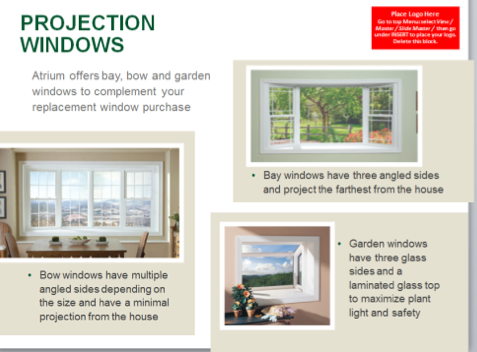 PROJECTION
WINDOWS
Place Logo Here
Go to top Menu: select View /
Master / Slide Master / then go
under INSERT to place your logo.
Delete this block.
Atrium offers bay, bow and garden
windows to complement your
replacement window purchase
• Bay windows have three angled sides
and project the farthest from the house
• Bow windows have multiple
angled sides depending on
the size and have a minimal
projection from the house
• Garden windows
have three glass
sides and a
laminated glass top
to maximize plant
light and safety